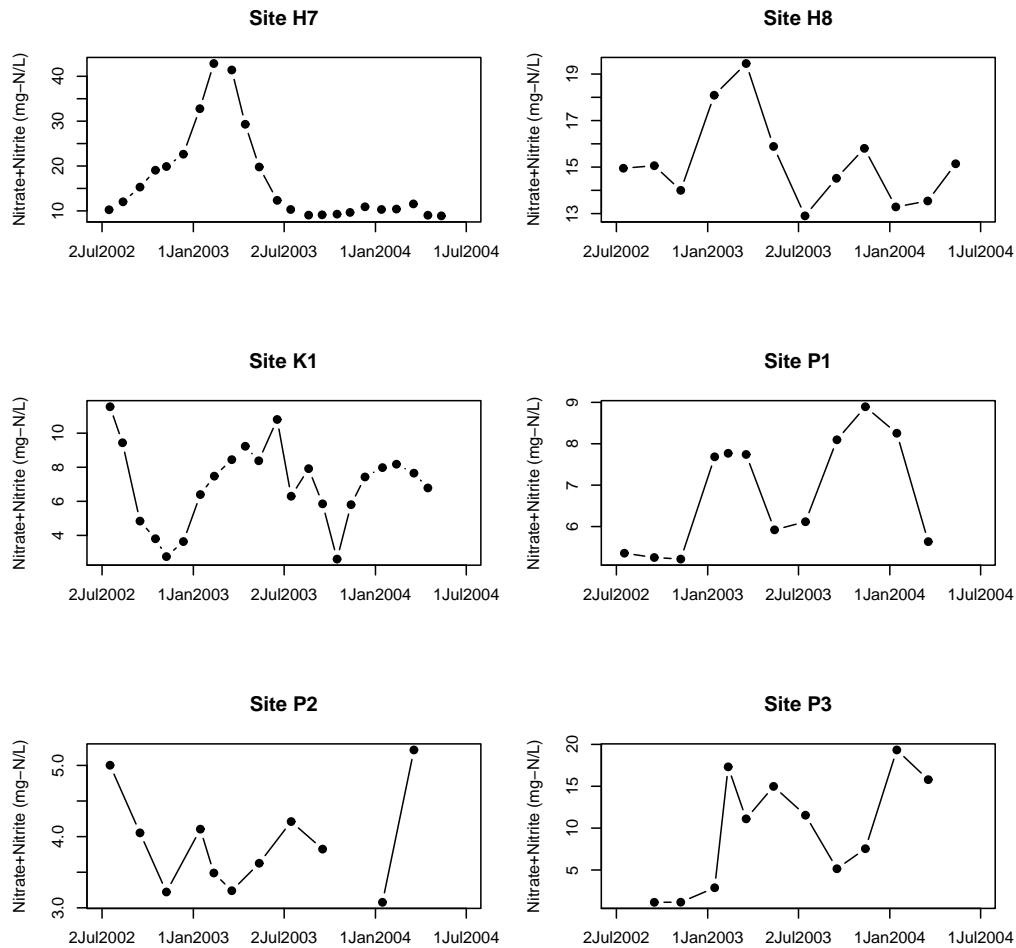 Site H7
Nitrate+Nitrite (mg−N/L)
40
30
20
10
2Jul2002 1Jan2003 2Jul2003 1Jan2004 1Jul2004
Site H8
Nitrate+Nitrite (mg−N/L)
19
17
15
13
2Jul2002 1Jan2003 2Jul2003 1Jan2004 1Jul2004
Site K1
Nitrate+Nitrite (mg−N/L)
10
8
6
4
2Jul2002 1Jan2003 2Jul2003 1Jan2004 1Jul2004
Site P1
Nitrate+Nitrite (mg−N/L)
9
8
7
6
2Jul2002 1Jan2003 2Jul2003 1Jan2004 1Jul2004
Site P2
Nitrate+Nitrite (mg−N/L)
5.0
4.0
3.0
2Jul2002 1Jan2003 2Jul2003 1Jan2004 1Jul2004
Site P3
Nitrate+Nitrite (mg−N/L)
20
15
10
5
2Jul2002 1Jan2003 2Jul2003 1Jan2004 1Jul2004